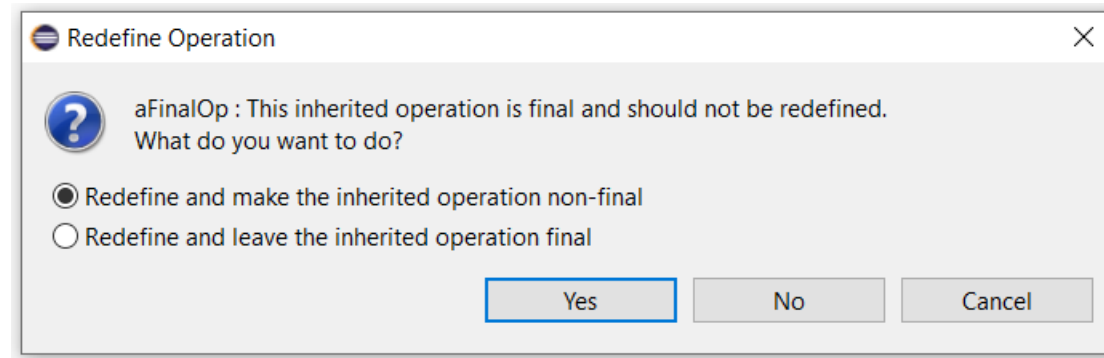 Redefine Operation
aFinalOp : This inherited operation is final and should not be redefined.
What do you want to do?
Redefine and make the inherited operation non-final
Redefine and leave the inherited operation final
Yes No Cancel